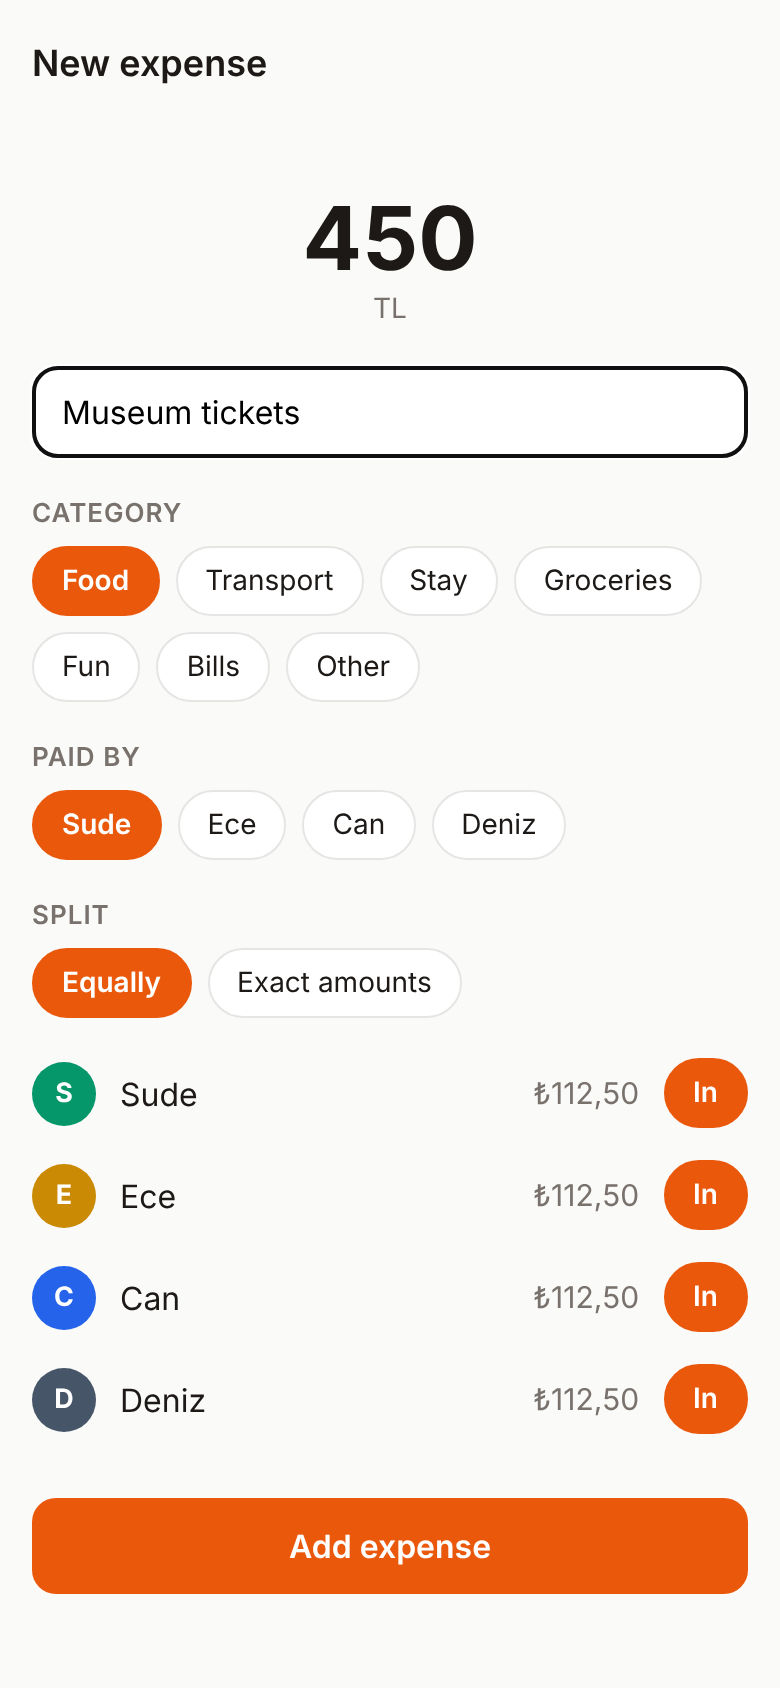 New expense
450
TL
Museum tickets
CATEGORY
Food Transport Stay Groceries
Fun Bills Other
PAID BY
Sude Ece Can Deniz
SPLIT
Equally Exact amounts
S Sude ₺112,50 In
E Ece ₺112,50 In
C Can ₺112,50 In
D Deniz ₺112,50 In
Add expense